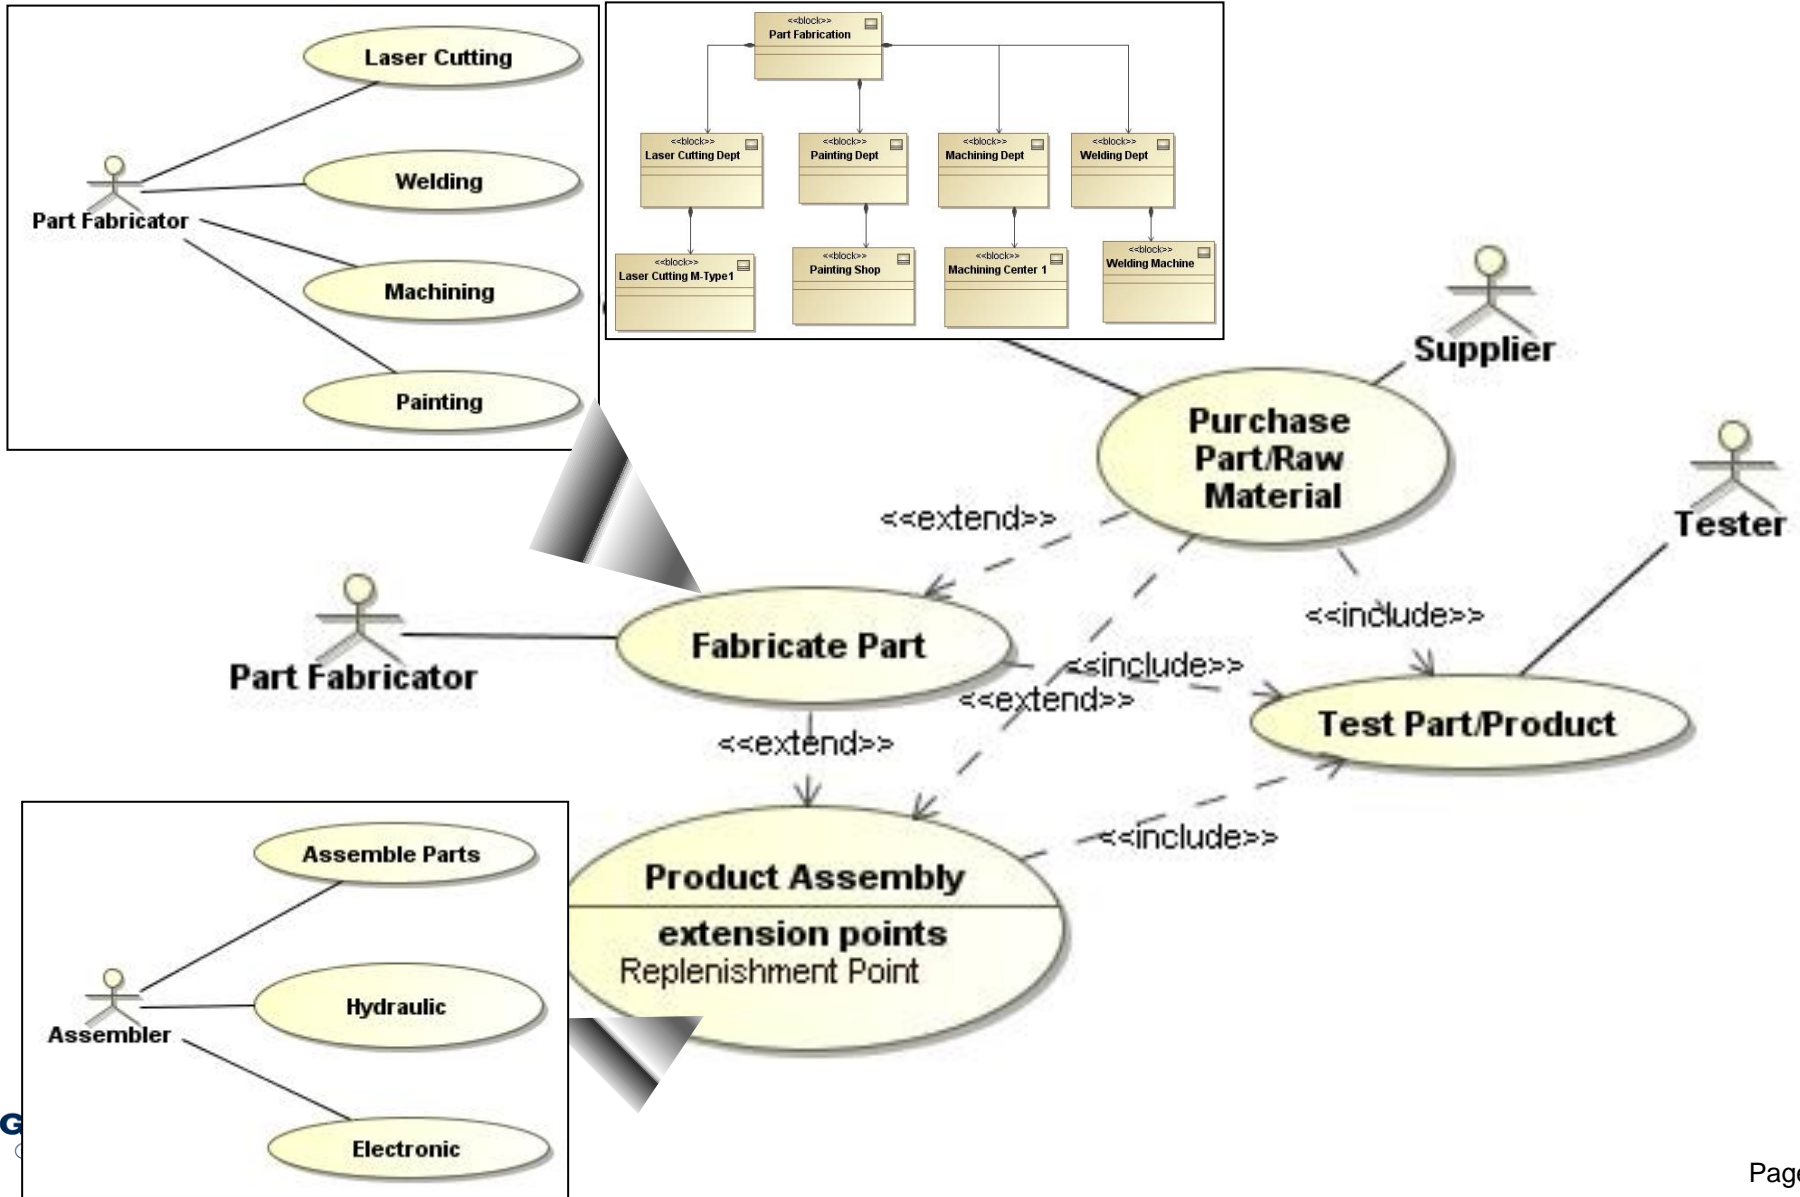 Laser Cutting
Welding
Part Fabricator
Machining
Painting
<<block>>
Part Fabrication
<<block>>
Laser Cutting Dept
<<block>>
Painting Dept
<<block>>
Machining Dept
<<block>>
Welding Dept
<<block>>
Laser Cutting M-Type1
<<block>>
Painting Shop
<<block>>
Machining Center 1
<<block>>
Welding Machine
Supplier
Purchase
Part/Raw
Material
Tester
<<extend>>
Part Fabricator
Fabricate Part
<<include>>
<<include>>
<<extend>>
<<extend>>
Test Part/Product
<<include>>
Product Assembly
extension points
Replenishment Point
Assemble Parts
Hydraulic
Assembler
Electronic
G
Page